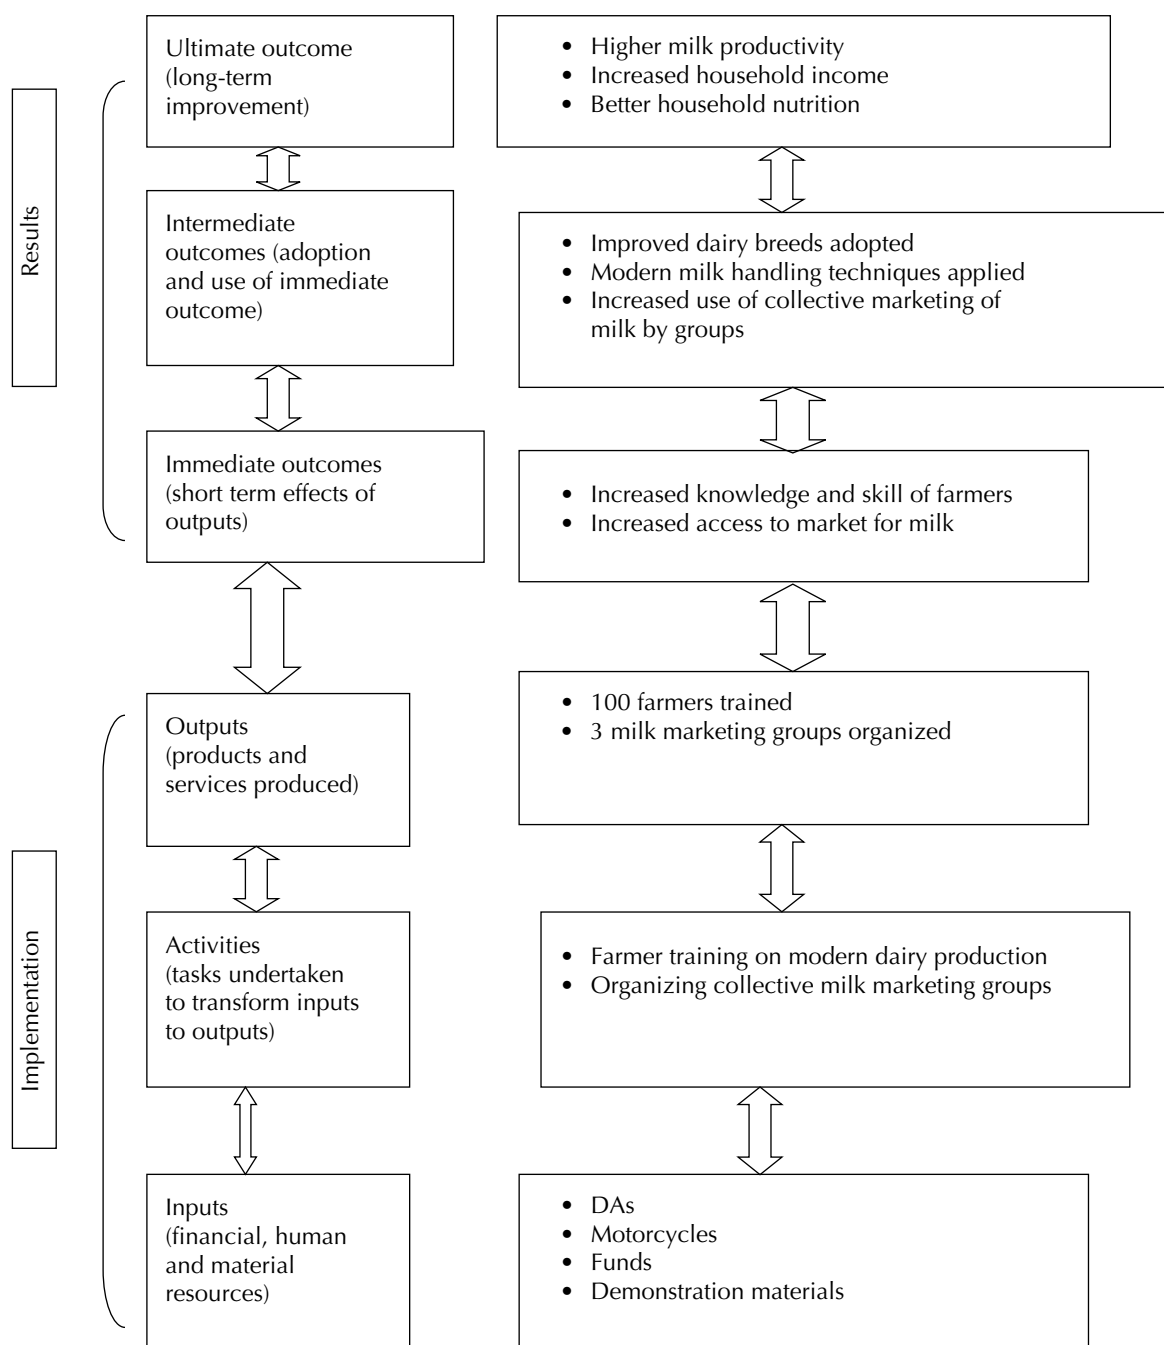 Results
Ultimate outcome
(long-term
improvement)
• Higher milk productivity
• Increased household income
• Better household nutrition
Intermediate
outcomes (adoption
and use of immediate
outcome)
• Improved dairy breeds adopted
• Modern milk handling techniques applied
• Increased use of collective marketing of
milk by groups
Immediate outcomes
(short term effects of
outputs)
• Increased knowledge and skill of farmers
• Increased access to market for milk
Implementation
Outputs
(products and
services produced)
• 100 farmers trained
• 3 milk marketing groups organized
Activities
(tasks undertaken
to transform inputs
to outputs)
• Farmer training on modern dairy production
• Organizing collective milk marketing groups
Inputs
(financial, human
and material
resources)
• DAs
• Motorcycles
• Funds
• Demonstration materials